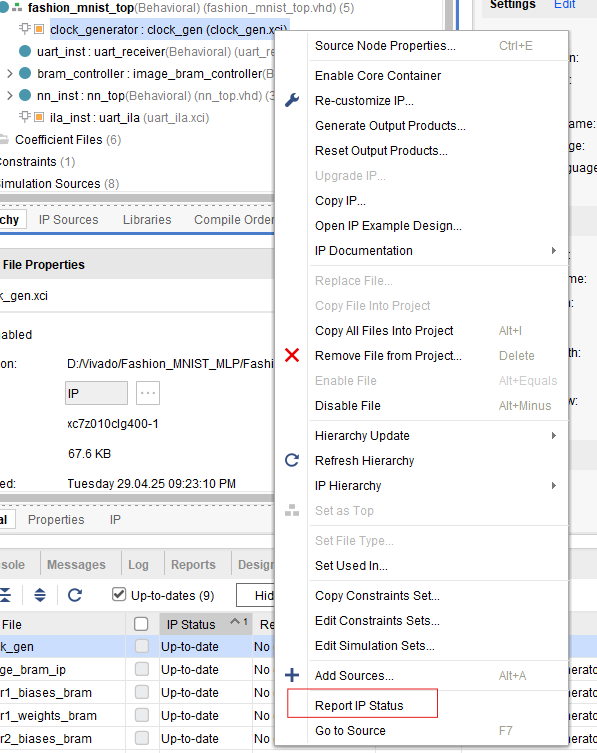 fashion_mnist_top(Behavioral) (fashion_mnist_top.vhd) (5)
Settings
Edit
clock_generator : clock_gen (clock_gen.xci)
uart_inst : uart_receiver(Behavioral) (uart_re
bram_controller : image_bram_controller(B
nn_inst : nn_top(Behavioral) (nn_top.vhd) (3
ila_inst : uart_ila (uart_ila.xci)
Coefficient Files (6)
onstraints (1)
imulation Sources (8)
rchy
IP Sources
Libraries
Compile Order
File Properties
k_gen.xci
abled
on:
D:/Vivado/Fashion_MNIST_MLP/Fashi
IP
...
xc7z010clg400-1
67.6 KB
ed:
Tuesday 29.04.25 09:23:10 PM
al
Properties
IP
sole
Messages
Log
Reports
Design
Up-to-dates (9)
Hid
File
IP Status
1
Re
k_gen
Up-to-date
No
ge_bram_ip
Up-to-date
No
r1_biases_bram
Up-to-date
No
r1_weights_bram
Up-to-date
No
r2_biases_bram
Up-to-date
No
Source Node Properties...
Ctrl+E
Enable Core Container
Re-customize IP...
Generate Output Products...
Reset Output Products...
Upgrade IP...
Copy IP...
Open IP Example Design...
IP Documentation
Replace File...
Copy File Into Project
Copy All Files Into Project
Alt+I
Remove File from Project...
Delete
Enable File
Alt+Equals
Disable File
Alt+Minus
Hierarchy Update
Refresh Hierarchy
IP Hierarchy
Set as Top
Set File Type...
Set Used In...
Copy Constraints Set...
Edit Constraints Sets...
Edit Simulation Sets...
Add Sources...
Alt+A
Report IP Status
Go to Source
F7
on:
ame:
ge:
nguage:
e:
me:
n:
th:
w:
nerato
nerato
nerato
nerato